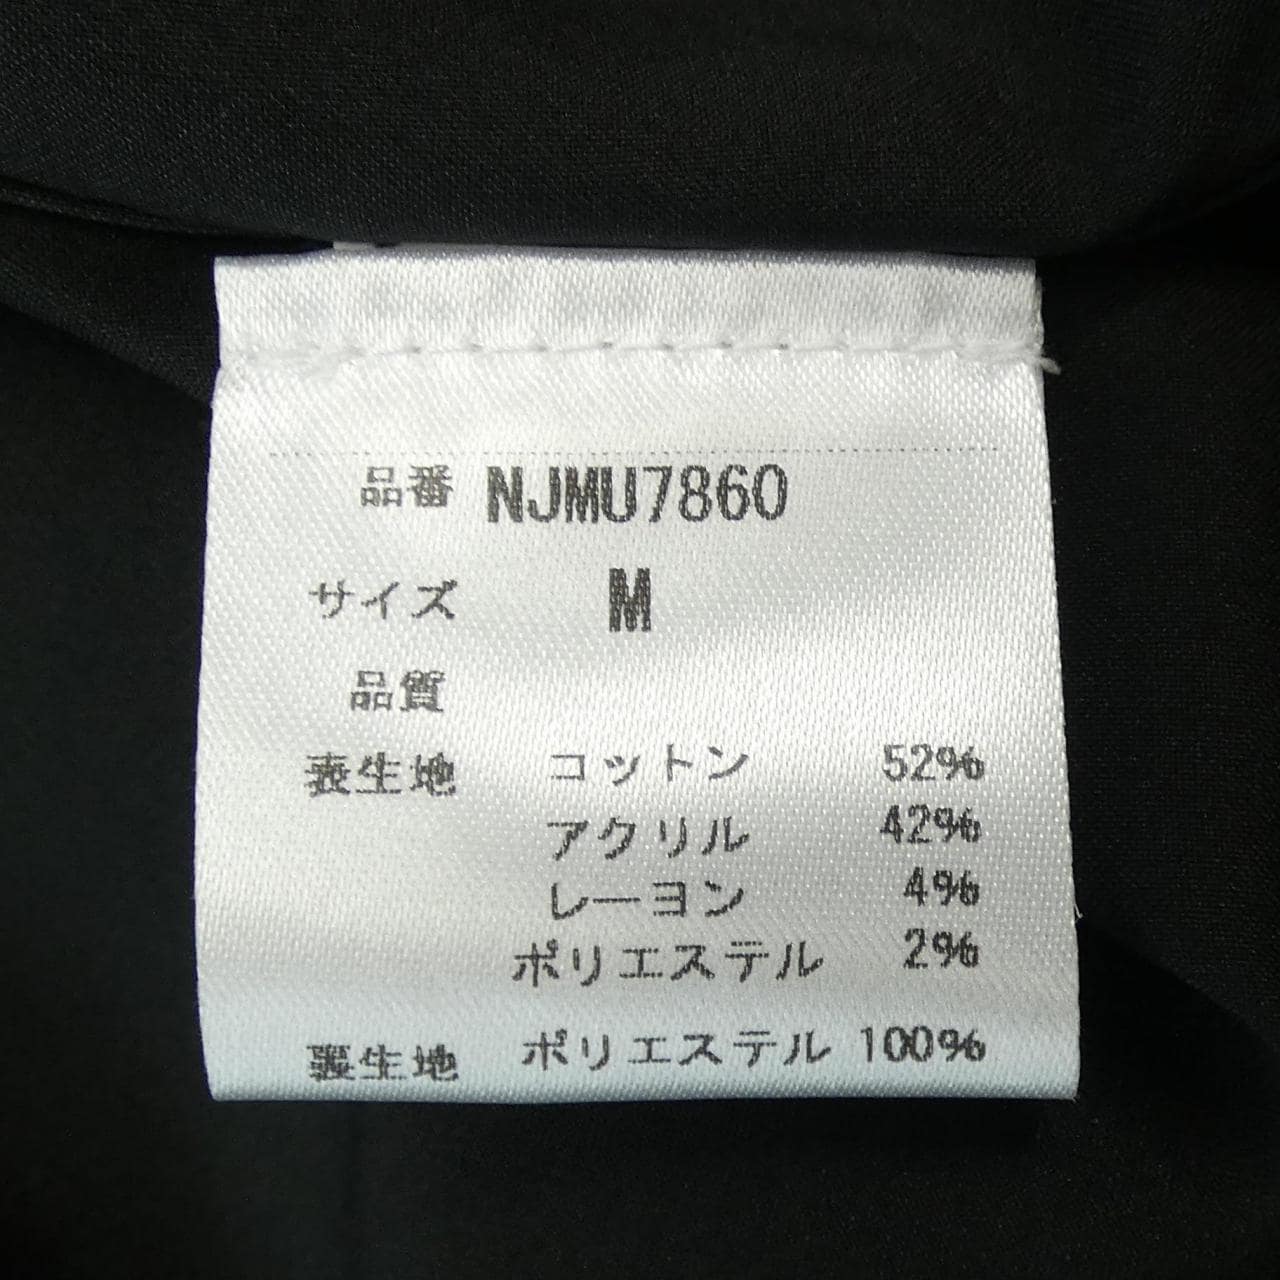 品番 NJMU7860
サイズ M
品質
表生地 コットン 52%
アクリル 42%
レーヨン 4%
ポリエステル 2%
裏生地 ポリエステル 100%